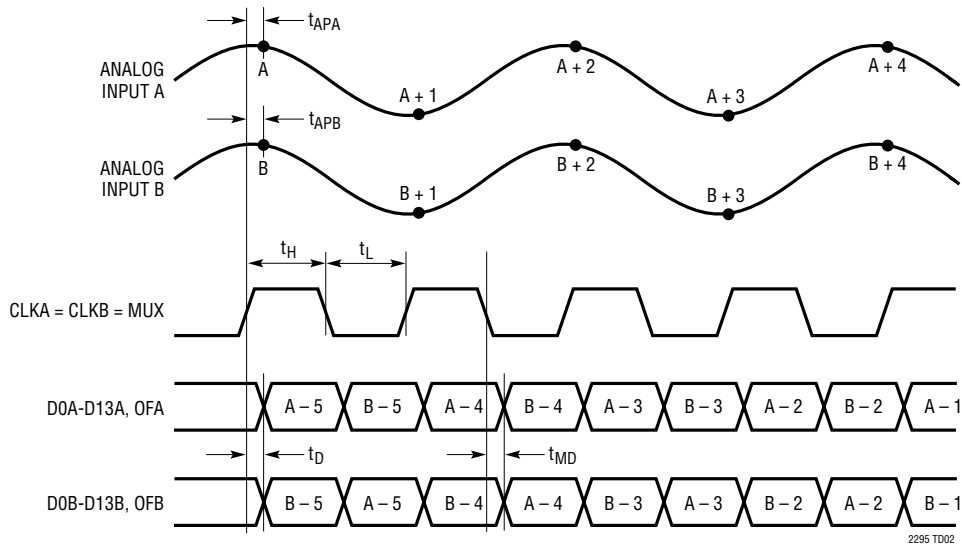 tAPA
ANALOG
INPUT A
A
A + 1
A + 2
A + 3
A + 4
tAPB
ANALOG
INPUT B
B
B + 1
B + 2
B + 3
B + 4
tH
tL
CLKA = CLKB = MUX
D0A-D13A, OFA
A – 5
B – 5
A – 4
B – 4
A – 3
B – 3
A – 2
B – 2
A – 1
tD
tMD
D0B-D13B, OFB
B – 5
A – 5
B – 4
A – 4
B – 3
A – 3
B – 2
A – 2
B – 1
2295 TD02